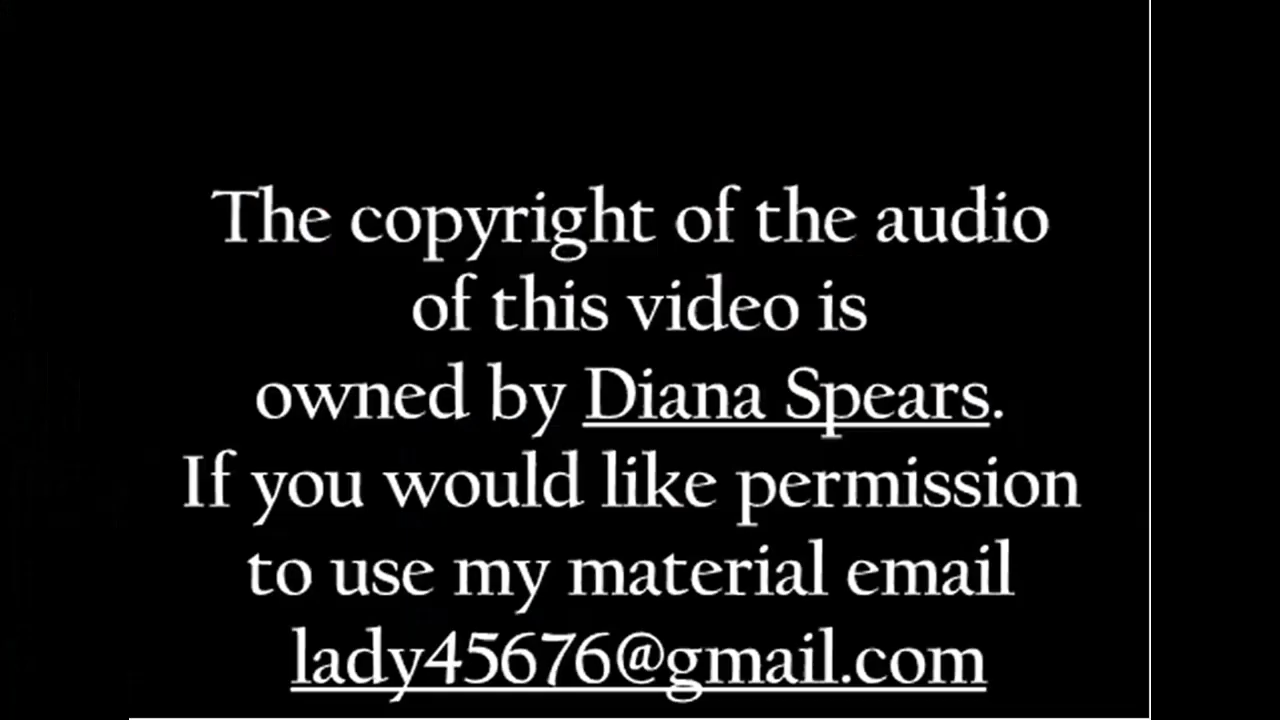 The copyright of the audio
of this video is
owned by Diana Spears.
If you would like permission
to use my material email
lady45676@gmail.com